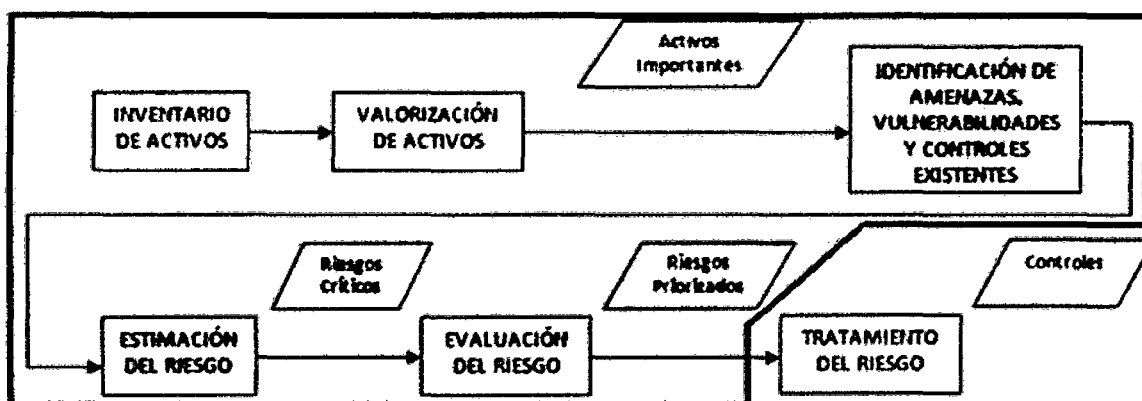 Activos
Importantes
INVENTARIO
DE ACTIVOS
VALORIZACIÓN
DE ACTIVOS
IDENTIFICACIÓN DE
AMENAZAS,
VULNERABILIDADES
Y CONTROLES
EXISTENTES
Riesgos
Críticos
Riesgos
Priorizados
Controles
ESTIMACIÓN
DEL RIESGO
EVALUACIÓN
DEL RIESGO
TRATAMIENTO
DEL RIESGO